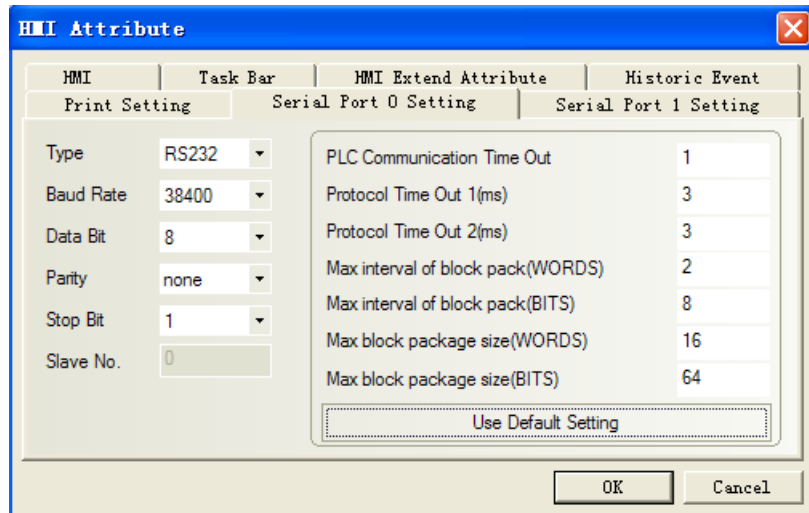 HMI Attribute
HMI Task Bar HMI Extend Attribute Historic Event
Print Setting Serial Port 0 Setting Serial Port 1 Setting
Type RS232
Baud Rate 38400
Data Bit 8
Parity none
Stop Bit 1
Slave No. 0
PLC Communication Time Out 1
Protocol Time Out 1(ms) 3
Protocol Time Out 2(ms) 3
Max interval of block pack(WORDS) 2
Max interval of block pack(BITS) 8
Max block package size(WORDS) 16
Max block package size(BITS) 64
Use Default Setting
OK Cancel